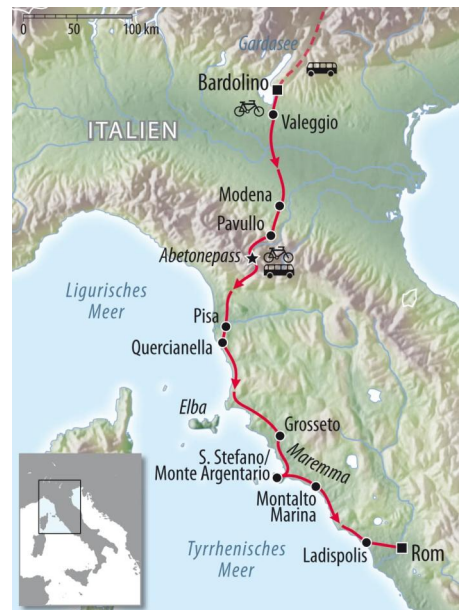 0 50 100 km
Gardasee
Bardolino
Valeggio
ITALIEN
Modena
Pavullo
Abetonepass
Ligurisches
Meer
Pisa
Quercianella
Elba
Grosseto
Maremma
S. Stefano/
Monte Argentario
Montalto
Marina
Tyrrhenisches
Meer
Ladispolis
Rom